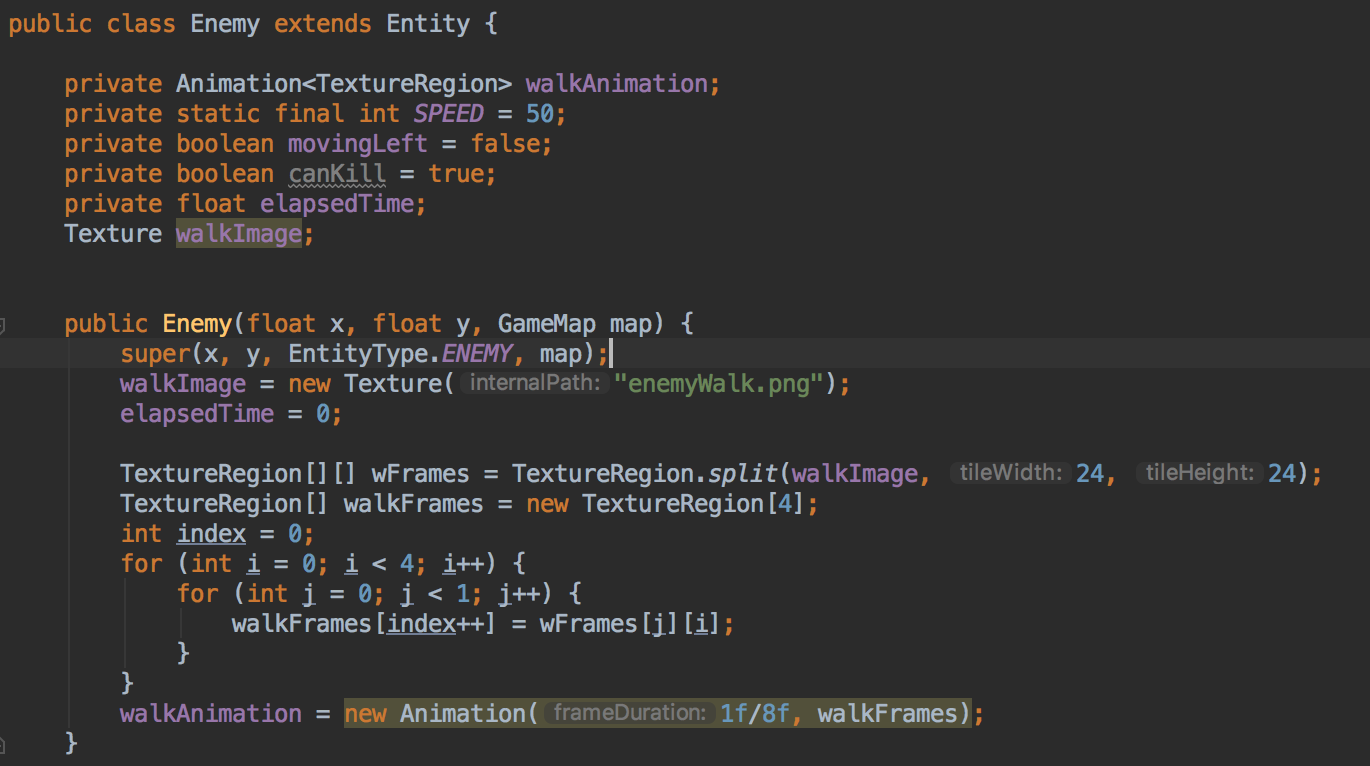 public class Enemy extends Entity {
private Animation<TextureRegion> walkAnimation;
private static final int SPEED = 50;
private boolean movingLeft = false;
private boolean canKill = true;
private float elapsedTime;
Texture walkImage;
public Enemy(float x, float y, GameMap map) {
super(x, y, EntityType.ENEMY, map);
walkImage = new Texture( internalPath: "enemyWalk.png");
elapsedTime = 0;
TextureRegion[][] wFrames = TextureRegion.split(walkImage, tileWidth: 24, tileHeight: 24);
TextureRegion[] walkFrames = new TextureRegion[4];
int index = 0;
for (int i = 0; i < 4; i++) {
for (int j = 0; j < 1; j++) {
walkFrames[index++] = wFrames[j][i];
}
}
walkAnimation = new Animation( frameDuration: 1f/8f, walkFrames);
}